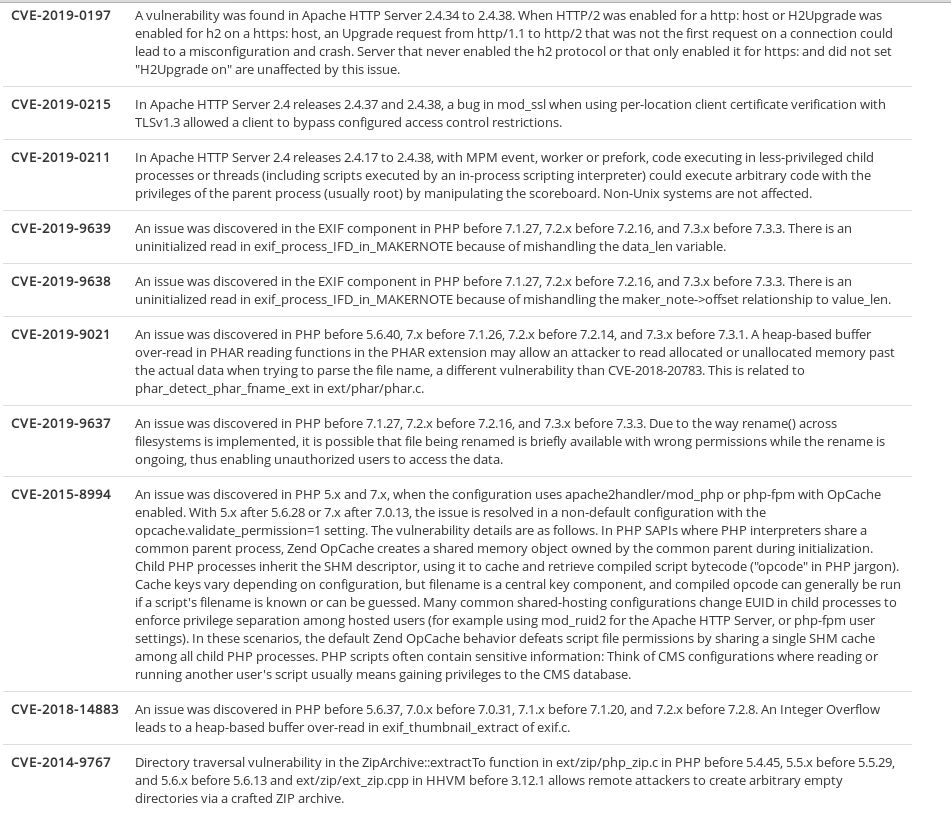 CVE-2019-0197 A vulnerability was found in Apache HTTP Server 2.4.34 to 2.4.38. When HTTP/2 was enabled for a http: host or H2Upgrade was
enabled for h2 on a https: host, an Upgrade request from http/1.1 to http/2 that was not the first request on a connection could
lead to a misconfiguration and crash. Server that never enabled the h2 protocol or that only enabled it for https: and did not set
"H2Upgrade on" are unaffected by this issue.
CVE-2019-0215 In Apache HTTP Server 2.4 releases 2.4.37 and 2.4.38, a bug in mod_ssl when using per-location client certificate verification with
TLSv1.3 allowed a client to bypass configured access control restrictions.
CVE-2019-0211 In Apache HTTP Server 2.4 releases 2.4.17 to 2.4.38, with MPM event, worker or prefork, code executing in less-privileged child
processes or threads (including scripts executed by an in-process scripting interpreter) could execute arbitrary code with the
privileges of the parent process (usually root) by manipulating the scoreboard. Non-Unix systems are not affected.
CVE-2019-9639 An issue was discovered in the EXIF component in PHP before 7.1.27, 7.2.x before 7.2.16, and 7.3.x before 7.3.3. There is an
uninitialized read in exif_process_IFD_in_MAKERNOTE because of mishandling the data_len variable.
CVE-2019-9638 An issue was discovered in the EXIF component in PHP before 7.1.27, 7.2.x before 7.2.16, and 7.3.x before 7.3.3. There is an
uninitialized read in exif_process_IFD_in_MAKERNOTE because of mishandling the maker_note->offset relationship to value_len.
CVE-2019-9021 An issue was discovered in PHP before 5.6.40, 7.x before 7.1.26, 7.2.x before 7.2.14, and 7.3.x before 7.3.1. A heap-based buffer
over-read in PHAR reading functions in the PHAR extension may allow an attacker to read allocated or unallocated memory past
the actual data when trying to parse the file name, a different vulnerability than CVE-2018-20783. This is related to
phar_detect_phar_fname_ext in ext/phar/phar.c.
CVE-2019-9637 An issue was discovered in PHP before 7.1.27, 7.2.x before 7.2.16, and 7.3.x before 7.3.3. Due to the way rename() across
filesystems is implemented, it is possible that file being renamed is briefly available with wrong permissions while the rename is
ongoing, thus enabling unauthorized users to access the data.
CVE-2015-8994 An issue was discovered in PHP 5.x and 7.x, when the configuration uses apache2handler/mod_php or php-fpm with OpCache
enabled. With 5.x after 5.6.28 or 7.x after 7.0.13, the issue is resolved in a non-default configuration with the
opcache.validate_permission=1 setting. The vulnerability details are as follows. In PHP SAPIs where PHP interpreters share a
common parent process, Zend OpCache creates a shared memory object owned by the common parent during initialization.
Child PHP processes inherit the SHM descriptor, using it to cache and retrieve compiled script bytecode ("opcode" in PHP jargon).
Cache keys vary depending on configuration, but filename is a central key component, and compiled opcode can generally be run
if a script's filename is known or can be guessed. Many common shared-hosting configurations change EUID in child processes to
enforce privilege separation among hosted users (for example using mod_ruid2 for the Apache HTTP Server, or php-fpm user
settings). In these scenarios, the default Zend OpCache behavior defeats script file permissions by sharing a single SHM cache
among all child PHP processes. PHP scripts often contain sensitive information: Think of CMS configurations where reading or
running another user's script usually means gaining privileges to the CMS database.
CVE-2018-14883 An issue was discovered in PHP before 5.6.37, 7.0.x before 7.0.31, 7.1.x before 7.1.20, and 7.2.x before 7.2.8. An Integer Overflow
leads to a heap-based buffer over-read in exif_thumbnail_extract of exif.c.
CVE-2014-9767 Directory traversal vulnerability in the ZipArchive::extractTo function in ext/zip/php_zip.c in PHP before 5.4.45, 5.5.x before 5.5.29,
and 5.6.x before 5.6.13 and ext/zip/ext_zip.cpp in HHVM before 3.12.1 allows remote attackers to create arbitrary empty
directories via a crafted ZIP archive.